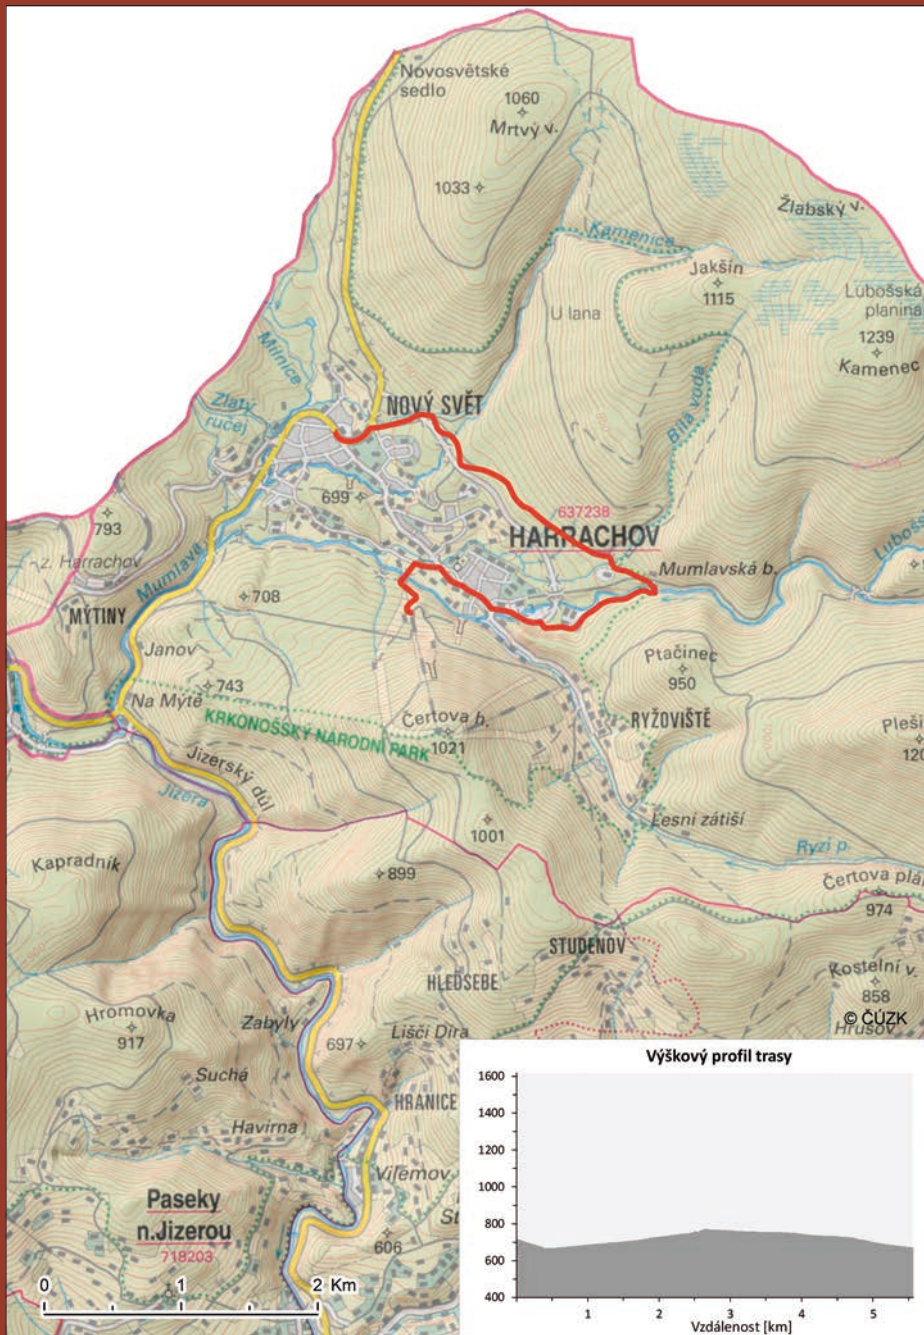 Novosvětské
sedlo
1060
Mrtvý v.
1033
Žlabský v.
Kamenice
Jakšín
1115
Lubošská
planina
U lana
1239
Kamenec
Milnice
Bílá voda
NOVÝ SVĚT
Zlatý
ručej
699
793
637238
HARRACHOV
z. Harrachov
Mumlava
Mumlavská b.
MÝTINY
708
Janov
Ptačinec
950
743
Na Mýtě
RÝŽOVIŠTĚ
KRKONOŠSKÝ NÁRODNÍ PARK
Čertova h.
1021
Jizerský důl
Jizera
Lesní zátiší
1001
Ryzí p.
Kapradník
899
974
STUDENOV
HLEDSEBE
Kostelní v.
858
Hromovka
917
Zabylý
© ČÚZK
Hrušov
697
Liščí Díra
Suchá
HRANICE
Havírna
Vilémov
Paseky
n.Jizerou
718203
606
0 1 2 Km
Výškový profil trasy
1600
1400
1200
1000
800
600
400
1 2 3 4 5
Vzdálenost [km]